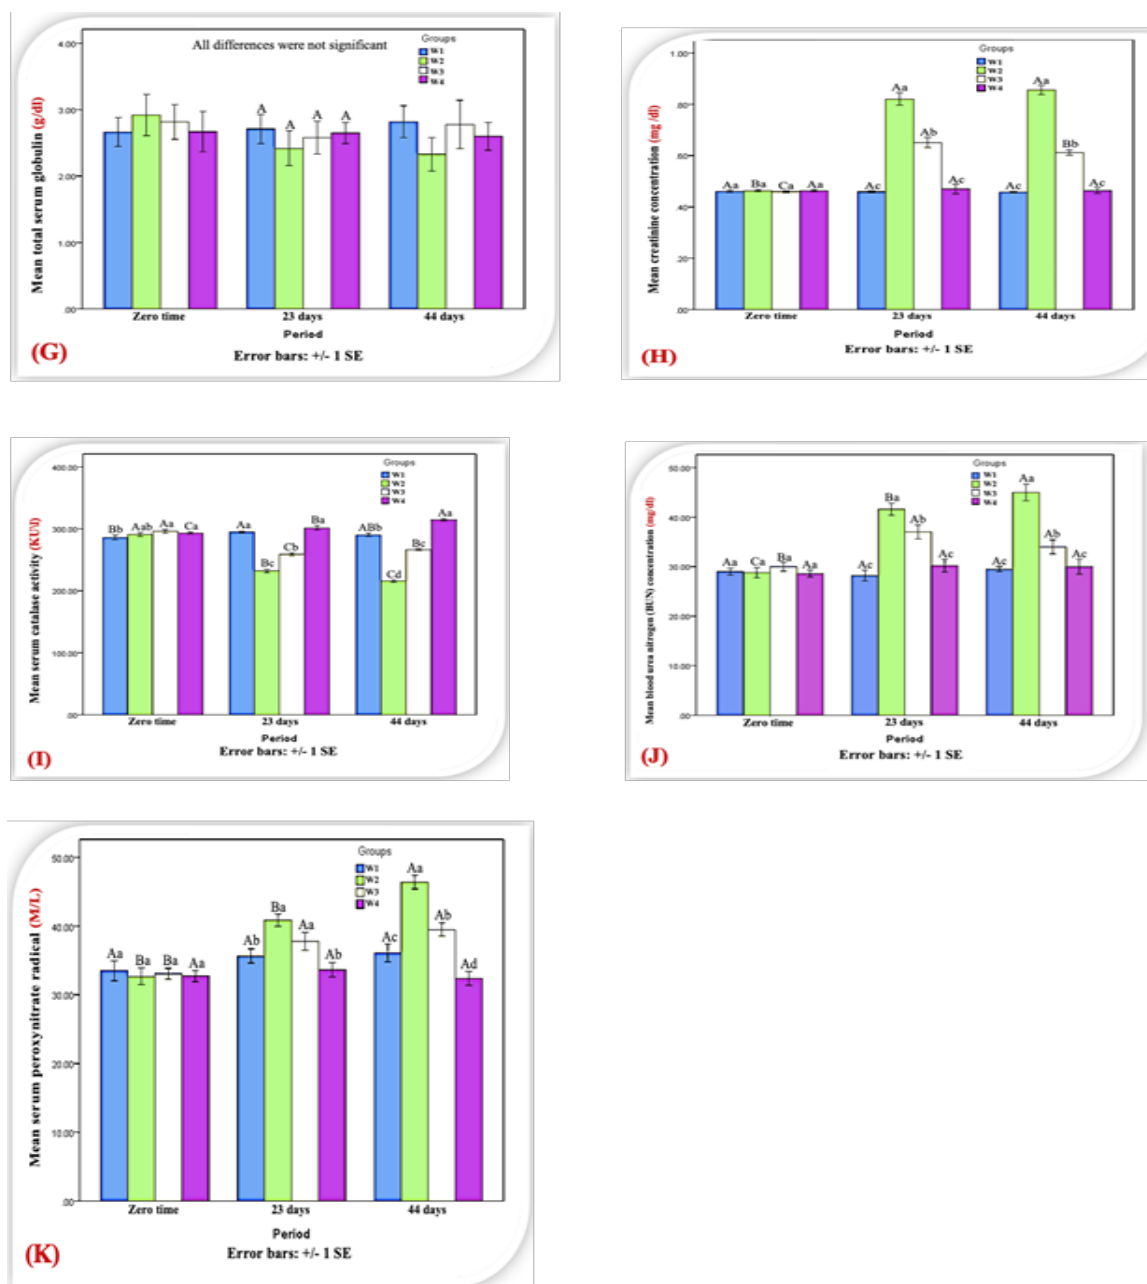 All differences were not significant
Groups
W1
W2
W3
W4
Mean total serum globulin (g/dl)
4.00
3.00
2.00
1.00
.00
A
A
A
A
Zero time
23 days
44 days
Period
Error bars: +/- 1 SE
(G)
Groups
W1
W2
W3
W4
Mean creatinine concentration (mg /dl)
1.00
.80
.60
.40
.20
.00
Aa
Ba
Ca
Aa
Ac
Aa
Ab
Ac
Ac
Aa
Bb
Ac
Zero time
23 days
44 days
Period
Error bars: +/- 1 SE
(H)
Groups
W1
W2
W3
W4
Mean serum catalase activity (KU/l)
400.00
300.00
200.00
100.00
.00
Bb
Aab
Aa
Ca
Aa
Bc
Cb
Ba
ABb
Cd
Bc
Aa
Zero time
23 days
44 days
Period
Error bars: +/- 1 SE
(I)
Groups
W1
W2
W3
W4
Mean blood urea nitrogen (BUN) concentration (mg/dl)
50.00
40.00
30.00
20.00
10.00
.00
Aa
Ca
Ba
Aa
Ac
Ba
Ab
Ac
Ac
Aa
Ab
Ac
Zero time
23 days
44 days
Period
Error bars: +/- 1 SE
(J)
Groups
W1
W2
W3
W4
Mean serum peroxynitrate radical (M/L)
50.00
40.00
30.00
20.00
10.00
.00
Aa
Ba
Ba
Aa
Ab
Ba
Aa
Ab
Ac
Aa
Ab
Ad
Zero time
23 days
44 days
Period
Error bars: +/- 1 SE
(K)